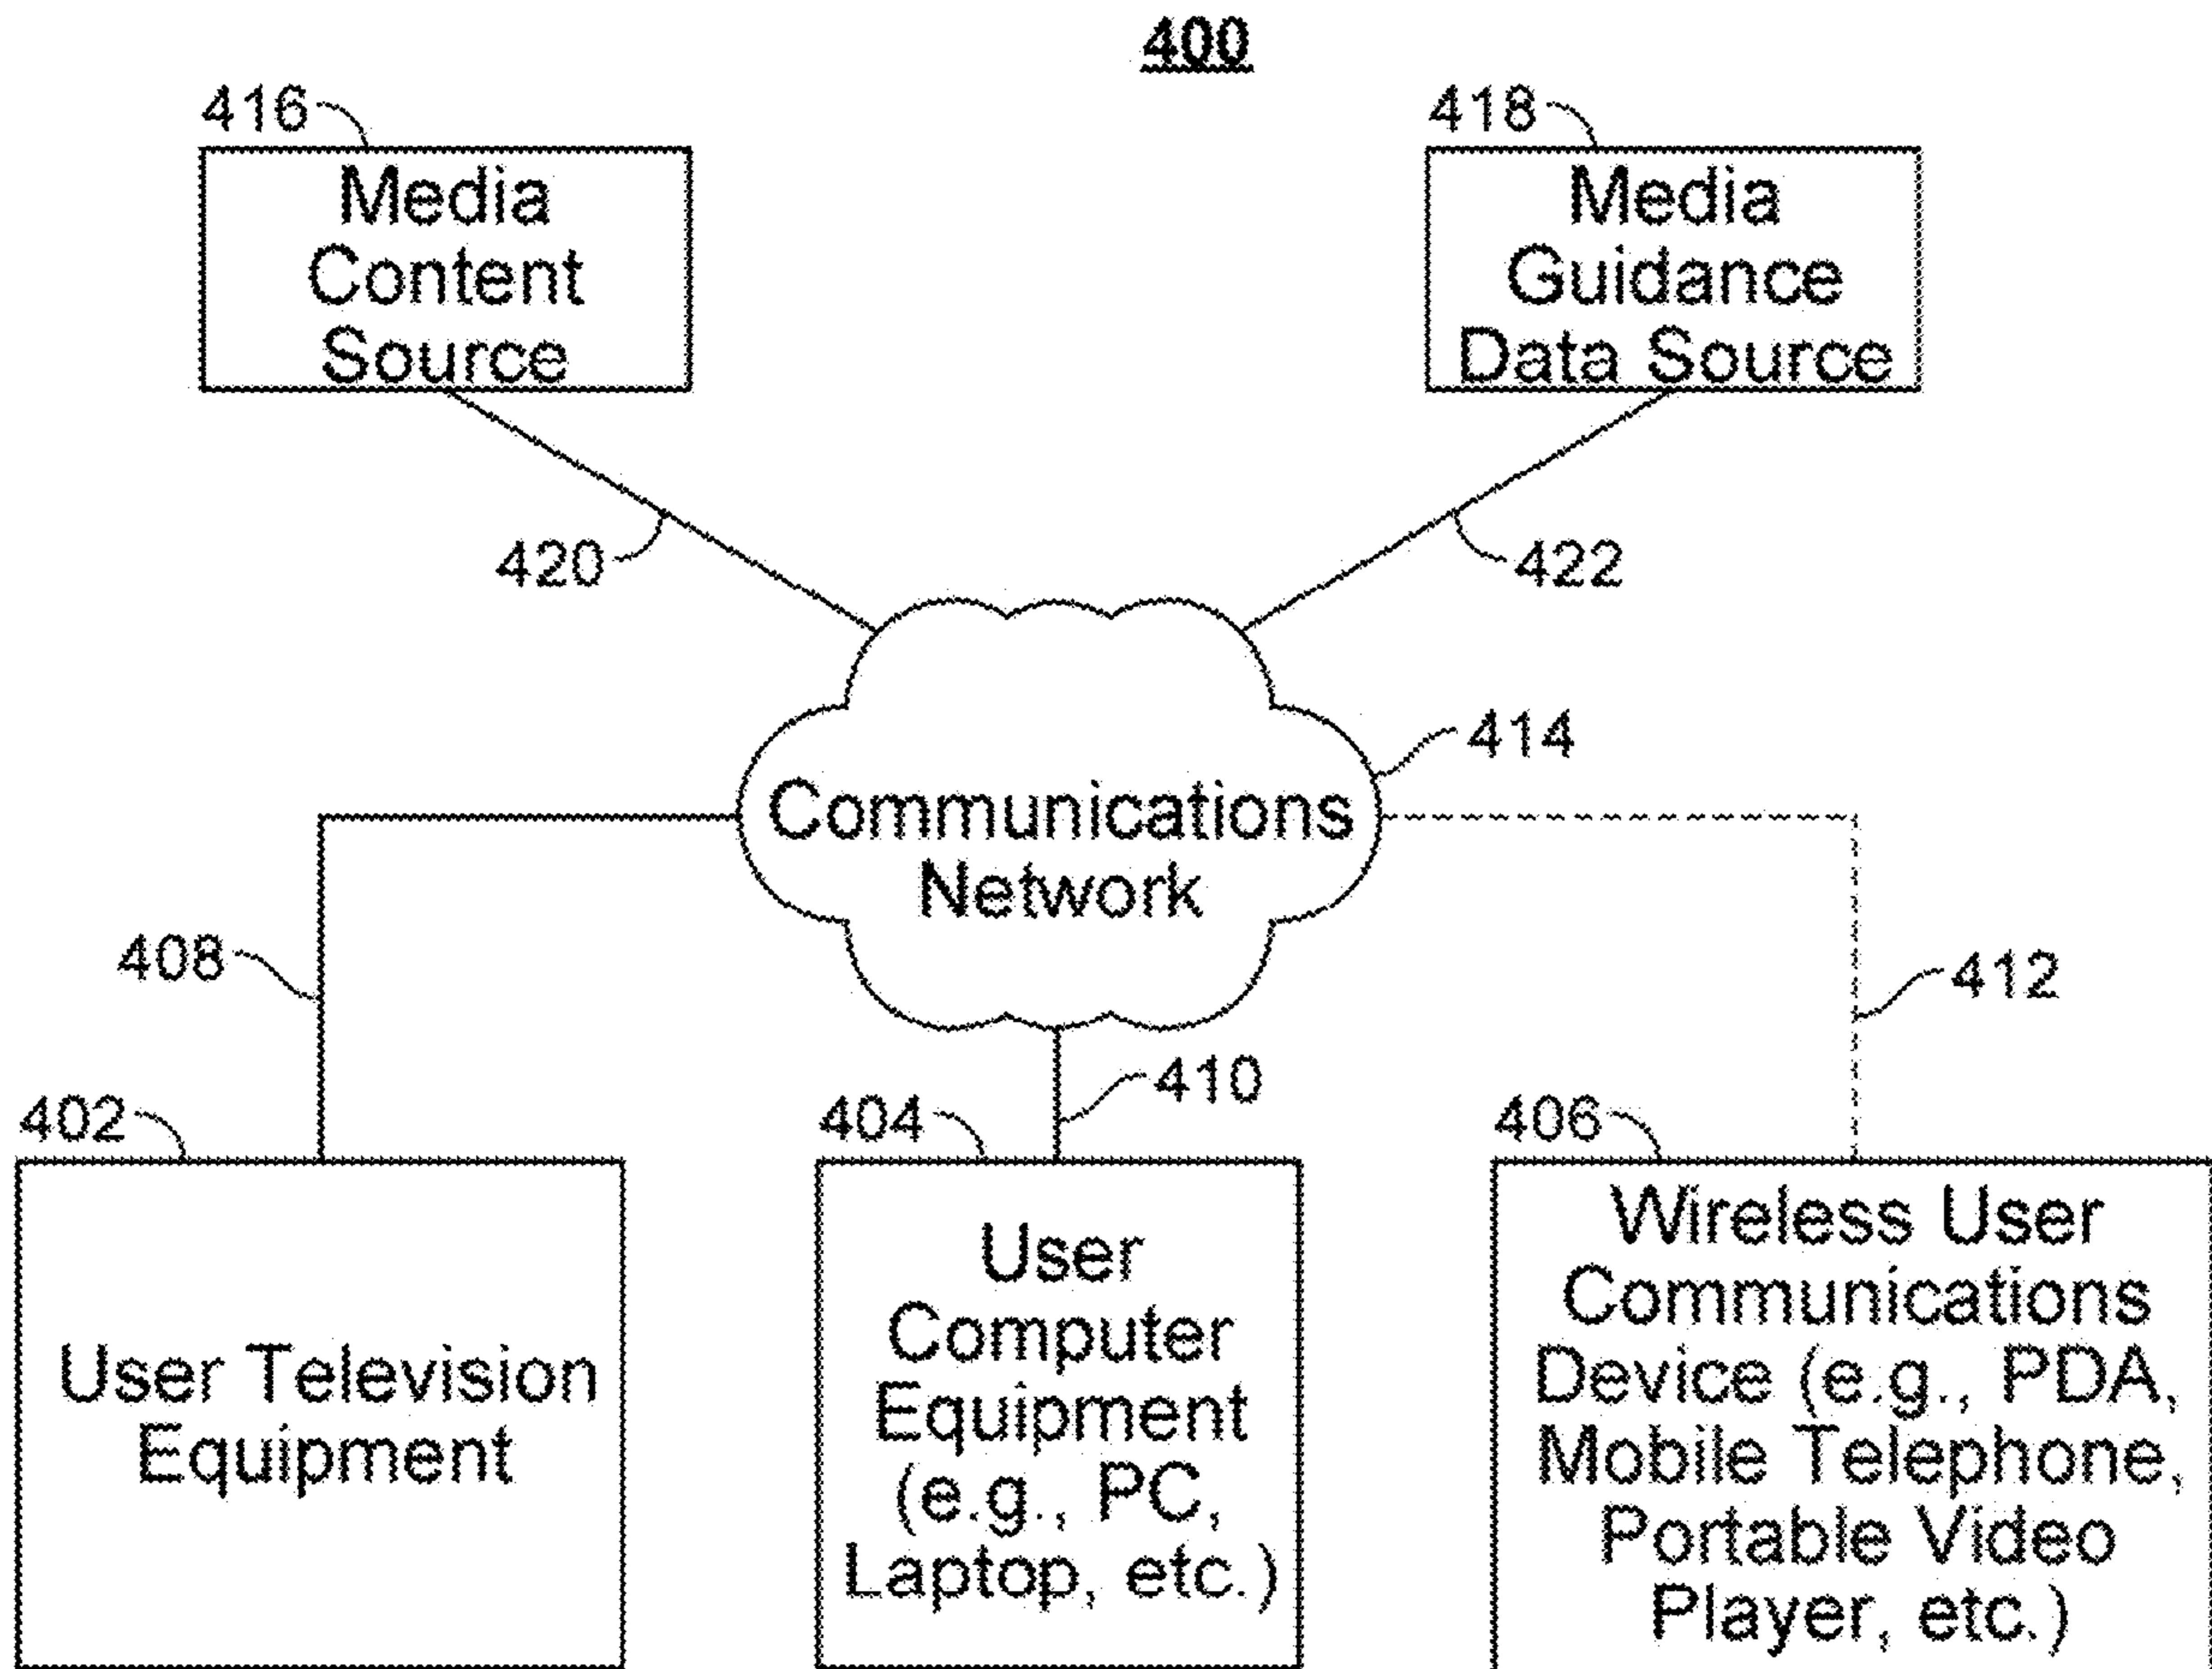 400
416
Media
Content
Source
418
Media
Guidance
Data Source
420
422
414
Communications
Network
408
410
412
402
User Television
Equipment
404
User
Computer
Equipment
(e.g., PC,
Laptop, etc.)
406
Wireless User
Communications
Device (e.g., PDA,
Mobile Telephone,
Portable Video
Player, etc.)